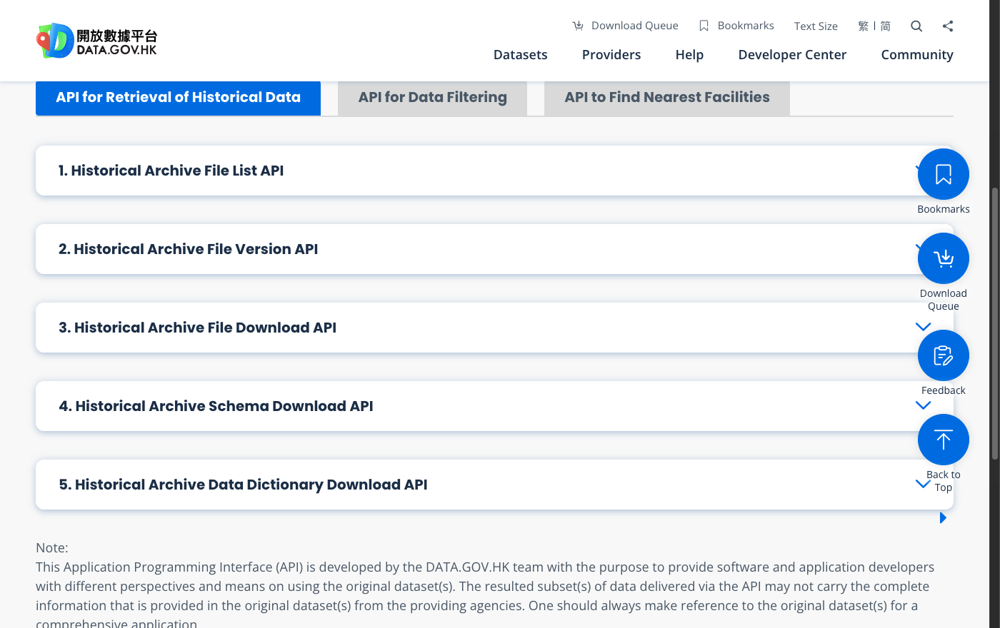 開放數據平台
DATA.GOV.HK
Download Queue
Bookmarks
Text Size
繁 | 简
Datasets
Providers
Help
Developer Center
Community
API for Retrieval of Historical Data
API for Data Filtering
API to Find Nearest Facilities
1. Historical Archive File List API
2. Historical Archive File Version API
3. Historical Archive File Download API
4. Historical Archive Schema Download API
5. Historical Archive Data Dictionary Download API
Bookmarks
Download
Queue
Feedback
Back to
Top
Note:
This Application Programming Interface (API) is developed by the DATA.GOV.HK team with the purpose to provide software and application developers
with different perspectives and means on using the original dataset(s). The resulted subset(s) of data delivered via the API may not carry the complete
information that is provided in the original dataset(s) from the providing agencies. One should always make reference to the original dataset(s) for a
comprehensive application.